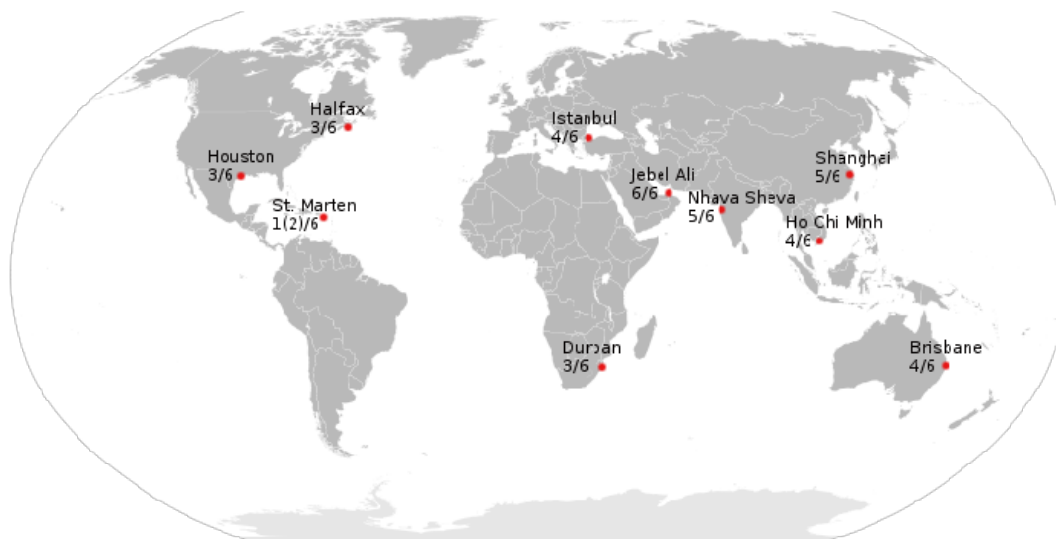 Halfax
3/6
Istanbul
4/6
Houston
3/6
Shanghai
5/6
Jebel Ali
6/6
Nhava Sheva
5/6
St. Marten
1(2)/6
Ho Chi Minh
4/6
Durban
3/6
Brisbane
4/6